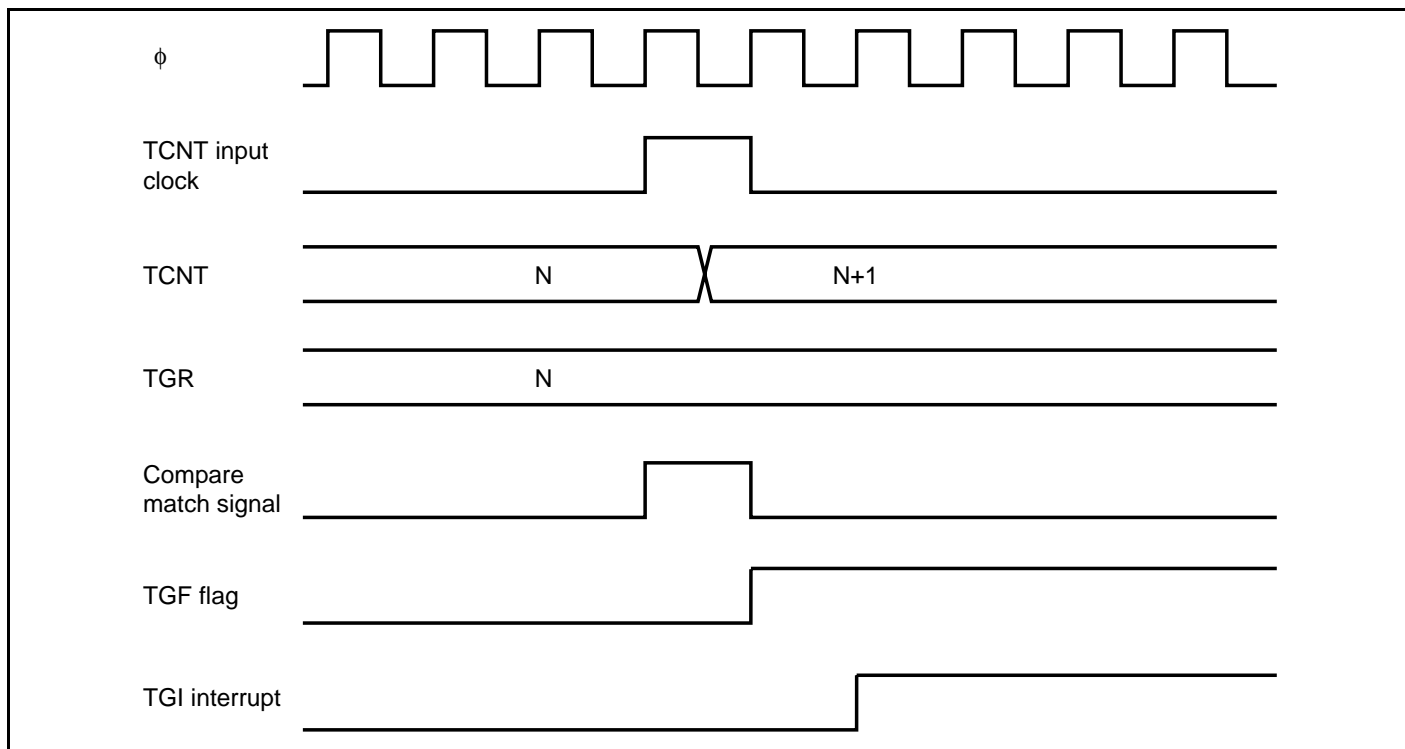 ϕ
TCNT input
clock
TCNT
N
N+1
TGR
N
Compare
match signal
TGF flag
TGI interrupt